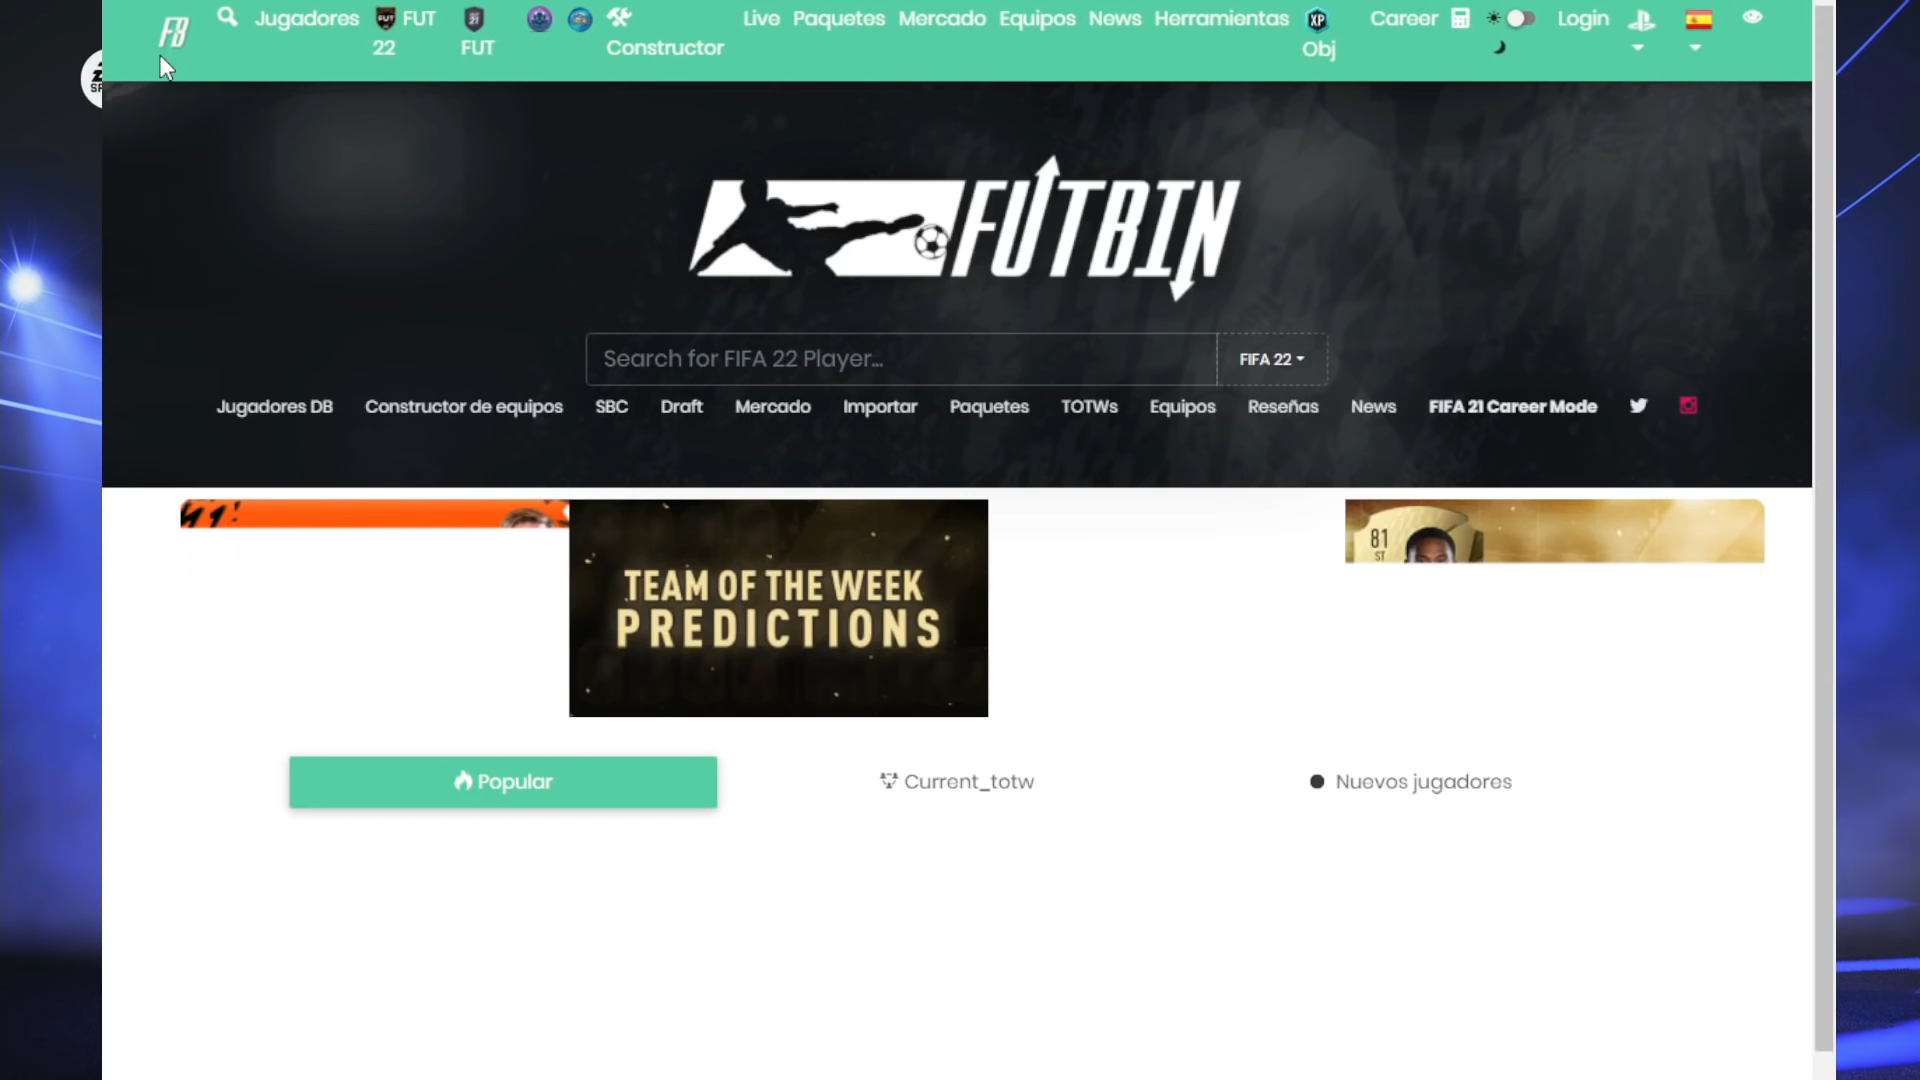 F8 Jugadores FUT 22 FUT Constructor Live Paquetes Mercado Equipos News Herramientas XP Obj Career Login
FUTBIN
Search for FIFA 22 Player... FIFA 22
Jugadores DB Constructor de equipos SBC Draft Mercado Importar Paquetes TOTWs Equipos Reseñas News FIFA 21 Career Mode
81
ST
TEAM OF THE WEEK
PREDICTIONS
Popular Current_totw Nuevos jugadores